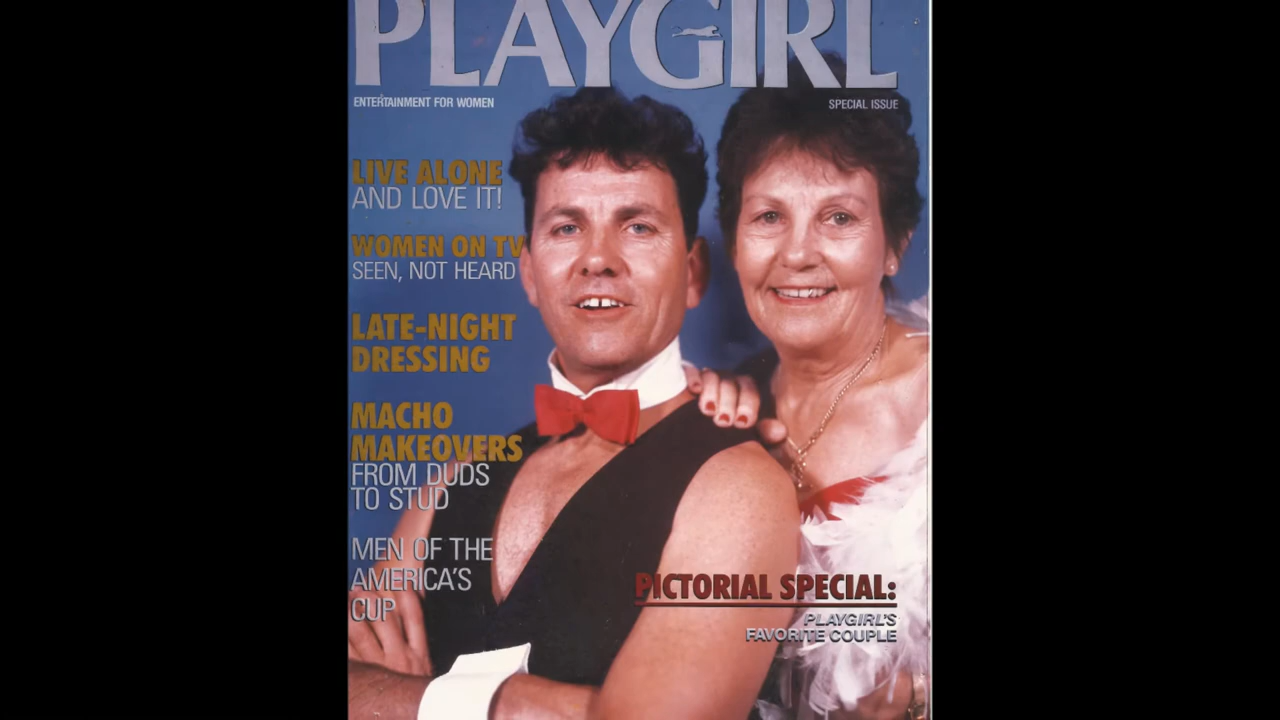 PLAYGIRL
ENTERTAINMENT FOR WOMEN
SPECIAL ISSUE
LIVE ALONE
AND LOVE IT!
WOMEN ON TV
SEEN, NOT HEARD
LATE-NIGHT
DRESSING
MACHO
MAKEOVERS
FROM DUDS
TO STUD
MEN OF THE
AMERICA'S
CUP
PICTORIAL SPECIAL:
PLAYGIRL'S
FAVORITE COUPLE